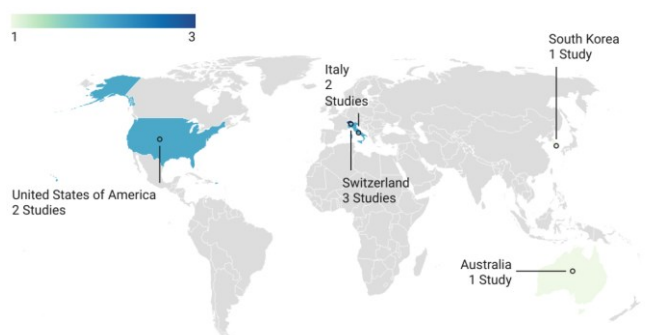 1
3
South Korea
1 Study
Italy
2
Studies
United States of America
2 Studies
Switzerland
3 Studies
Australia
1 Study